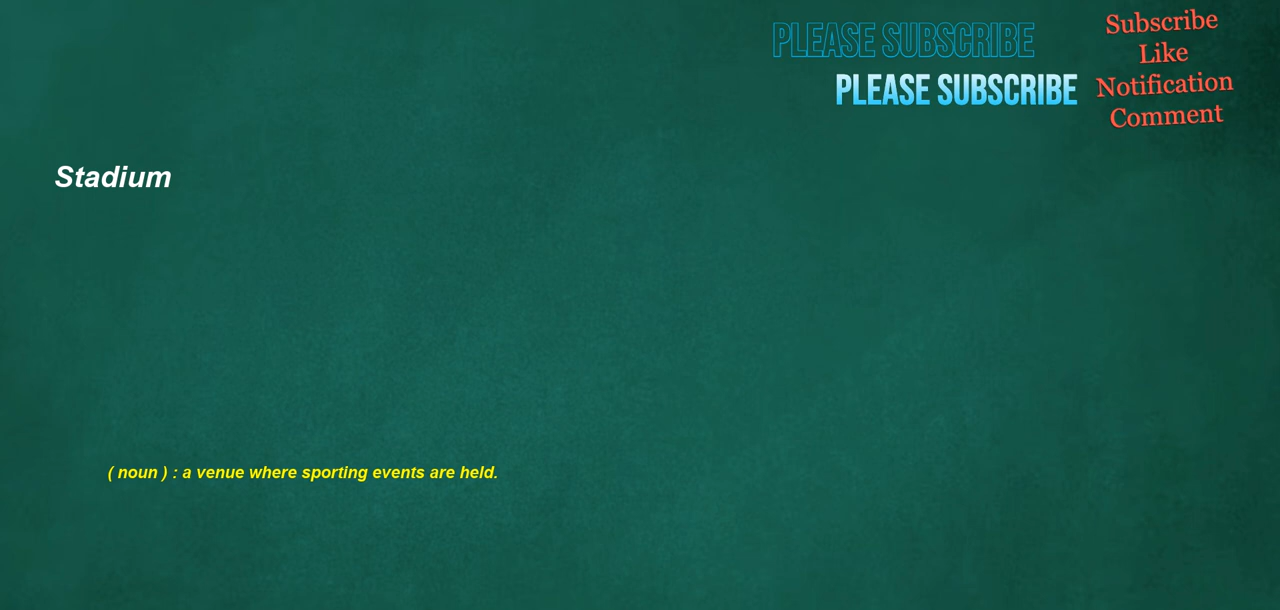 PLEASE SUBSCRIBE
PLEASE SUBSCRIBE
Subscribe
Like
Notification
Comment
Stadium
( noun ) : a venue where sporting events are held.